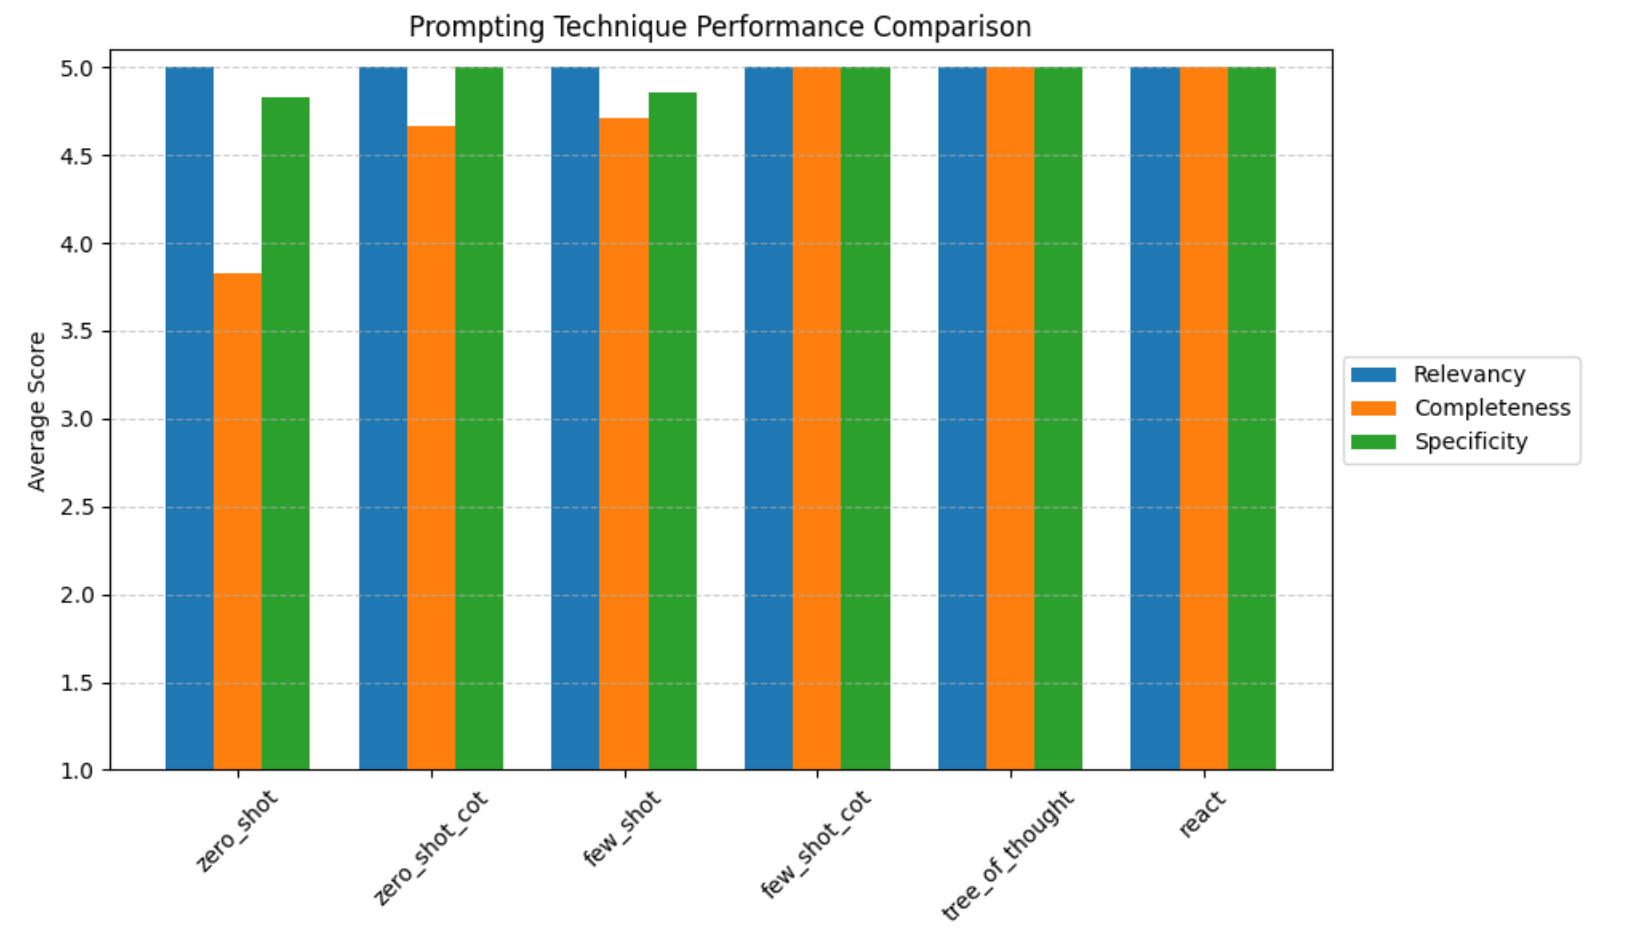 Prompting Technique Performance Comparison
5.0
4.5
4.0
3.5
3.0
2.5
2.0
1.5
1.0
Average Score
zero_shot
zero_shot_cot
few_shot
few_shot_cot
tree_of_thought
react
Relevancy
Completeness
Specificity